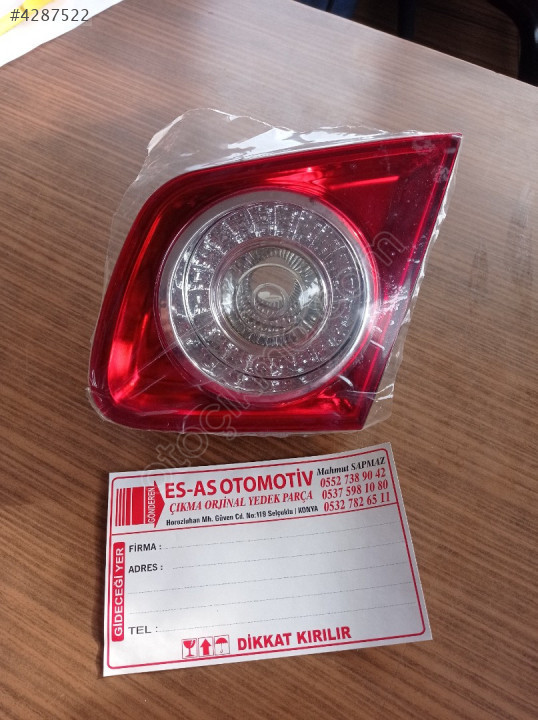 #4287522
GÖNDEREN
ES-AS OTOMOTİV
ÇIKMA ORJİNAL YEDEK PARÇA
Horozluhan Mh. Güven Cd. No:119 Selçuklu / KONYA
Mahmut SAPMAZ
0552 738 90 42
0537 598 10 80
0532 782 65 11
GİDECEĞİ YER
FİRMA :
ADRES :
TEL :
DİKKAT KIRILIR